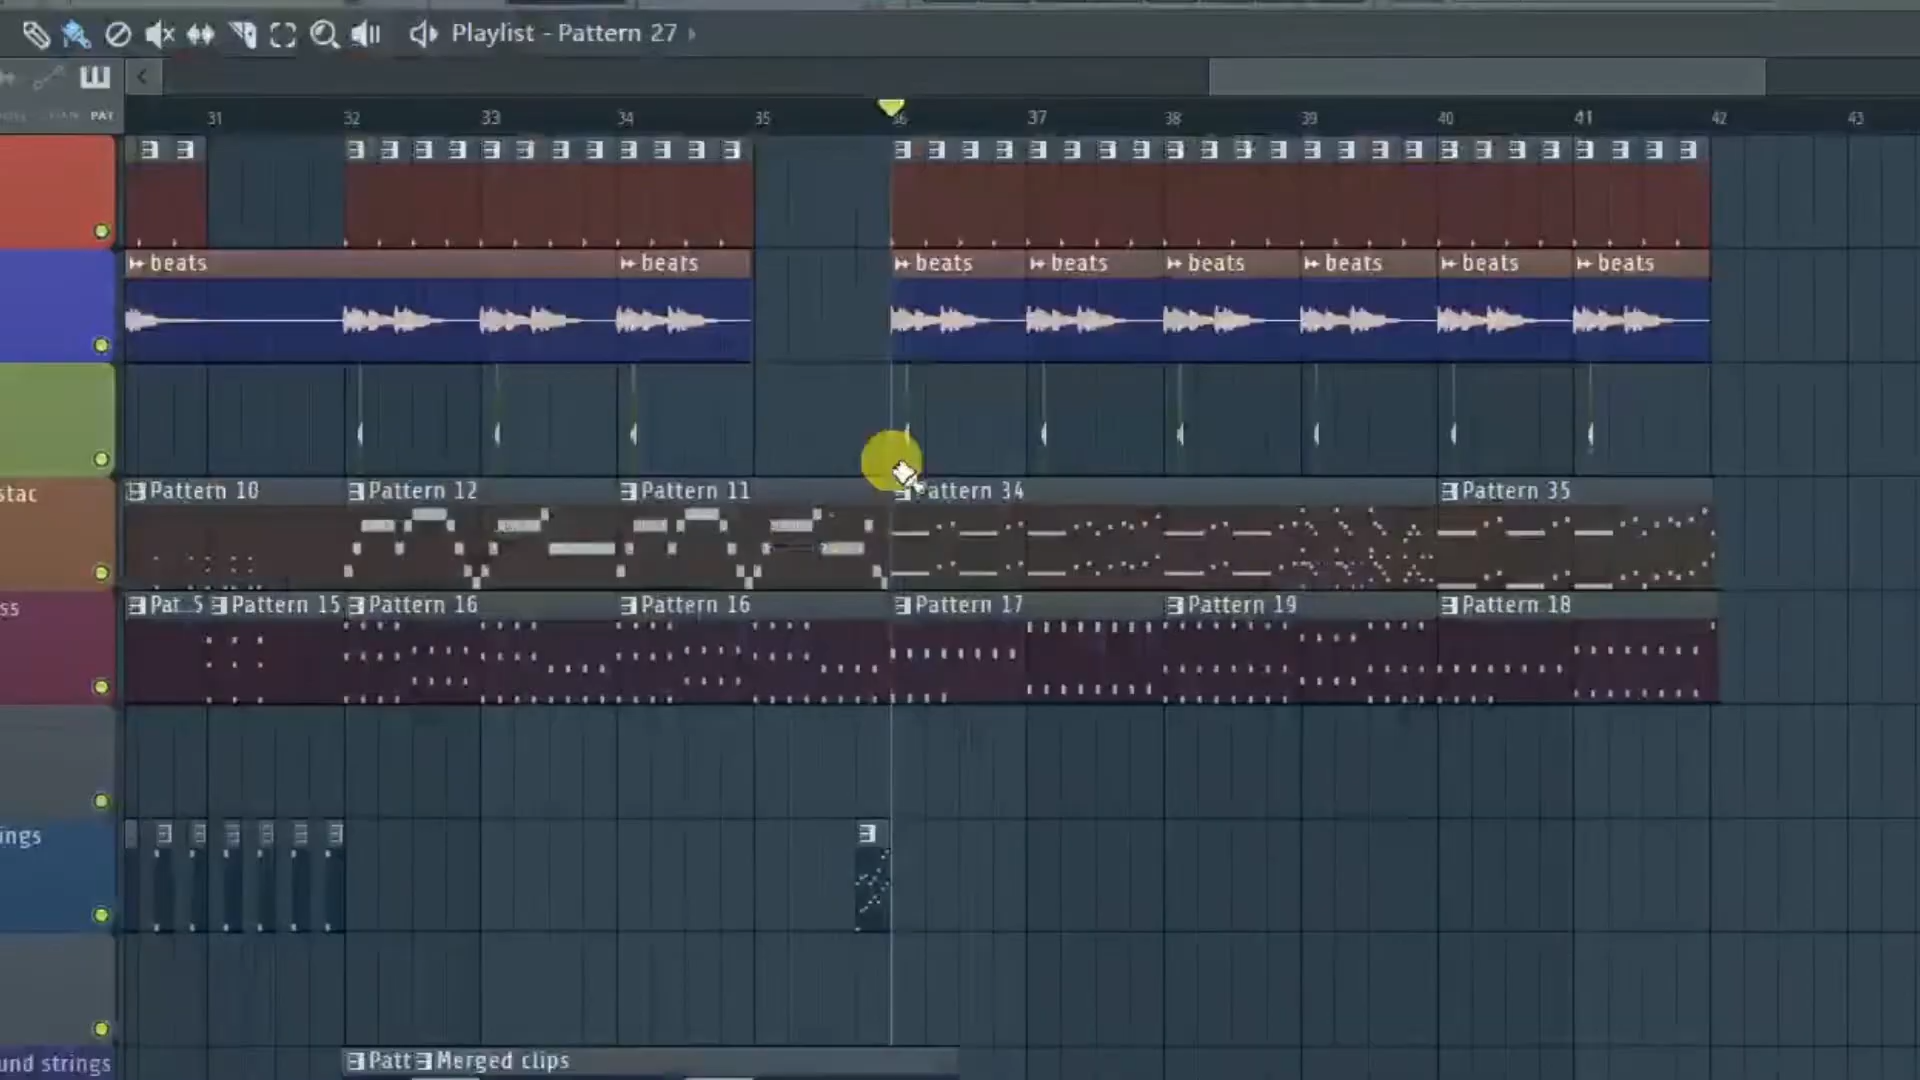 Playlist - Pattern 27
PAT
31 32 33 34 35 36 37 38 39 40 41 42 43
beats beats beats beats beats beats beats beats
stac Pattern 10 Pattern 12 Pattern 11 Pattern 34 Pattern 35
ss Pat..5 Pattern 15 Pattern 16 Pattern 16 Pattern 17 Pattern 19 Pattern 18
ings
und strings Patt Merged clips